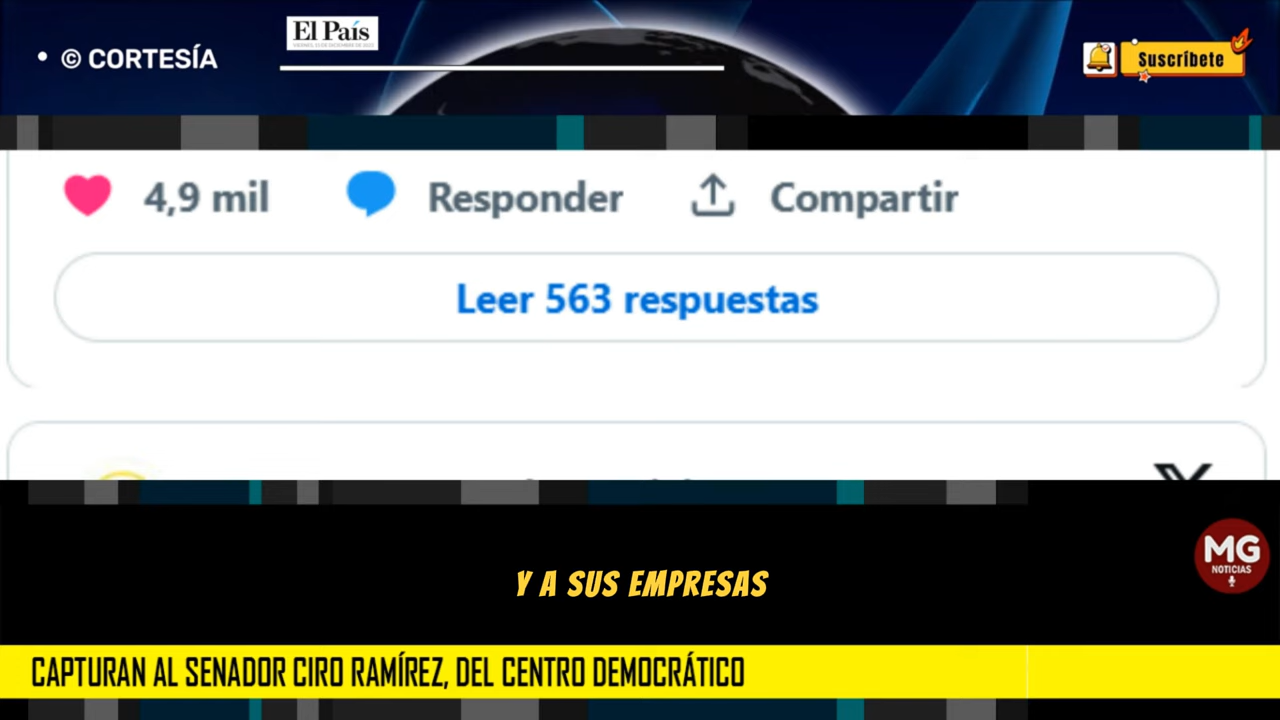 • © CORTESÍA
El País
Suscríbete
4,9 mil
Responder
Compartir
Leer 563 respuestas
MG
NOTICIAS
Y A SUS EMPRESAS
CAPTURAN AL SENADOR CIRO RAMÍREZ, DEL CENTRO DEMOCRÁTICO